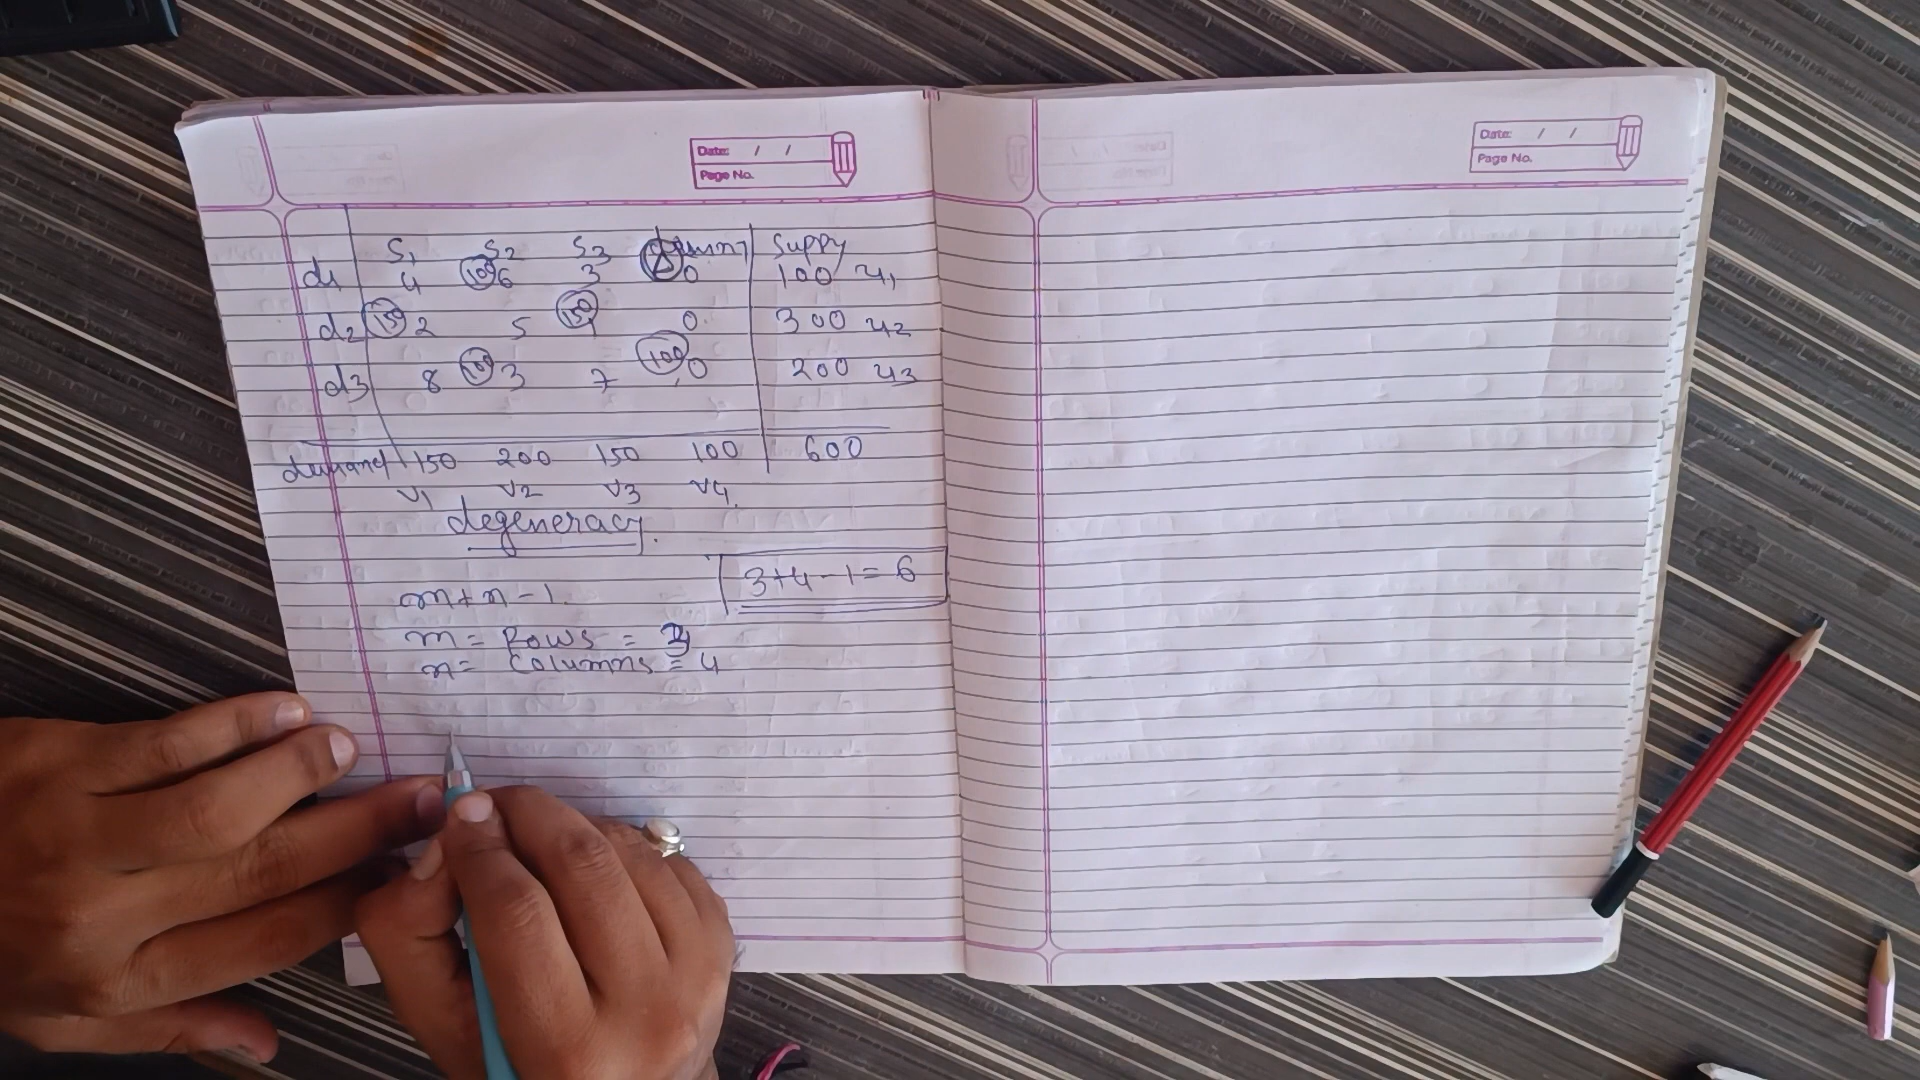 Date: / /
Page No.
Date: / /
Page No.
S1 S2 S3 Supply
d1 4 100 6 3 Δ 0 100 u1
d2 150 2 5 150 1 0 300 u2
d3 8 100 3 7 100 0 200 u3
demand 150 200 150 100 600
v1 v2 v3 v4
degeneracy.
3+4-1=6
m+n-1.
m = Rows = 3
n = columns = 4